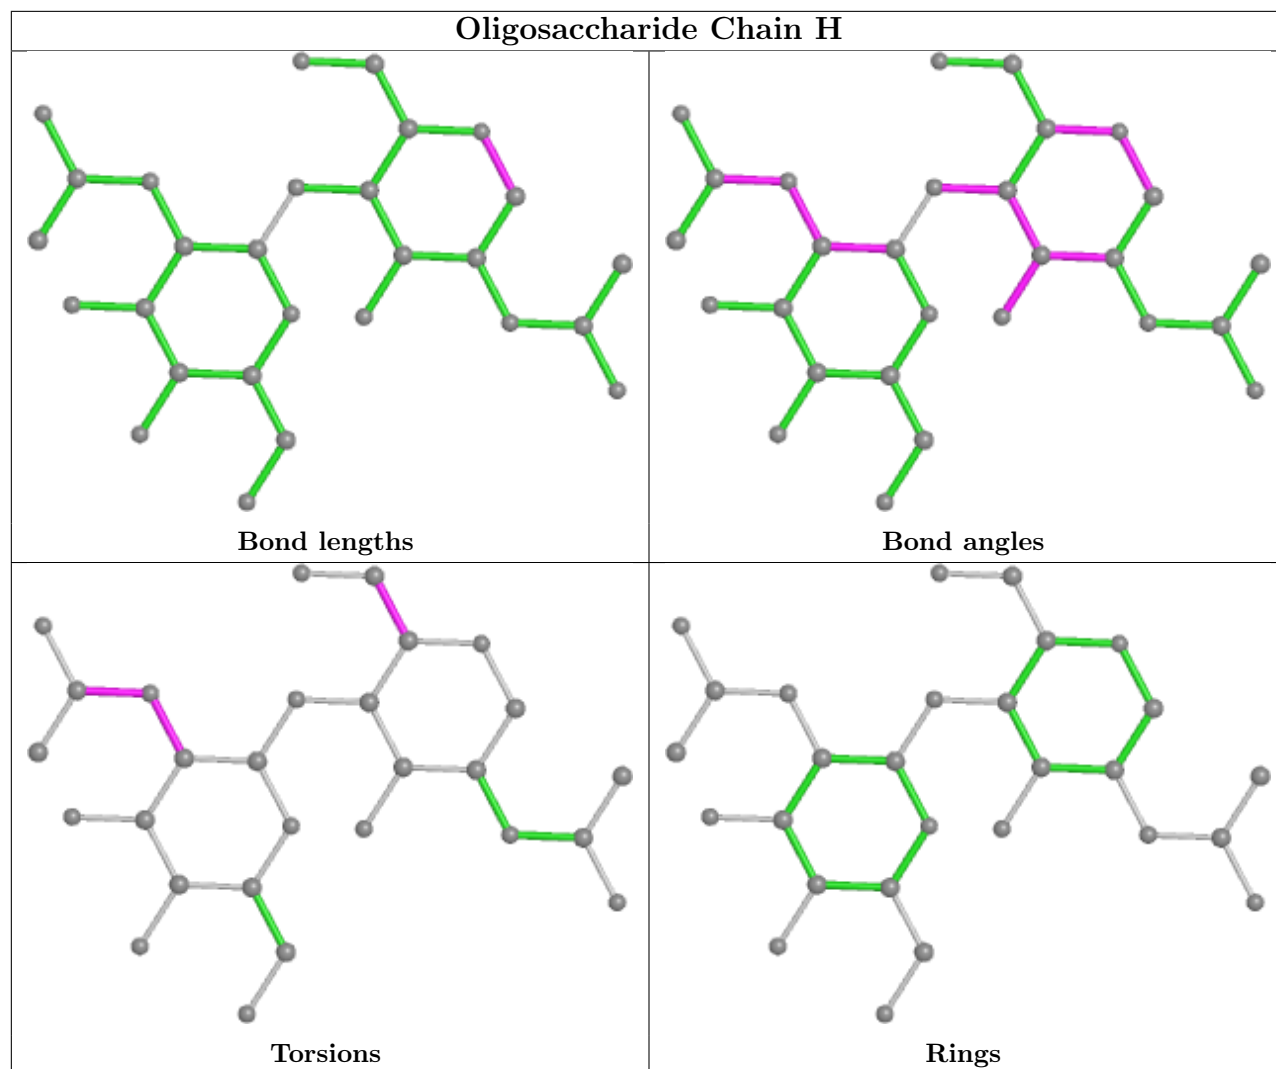 Oligosaccharide Chain H
Bond lengths
Bond angles
Torsions
Rings